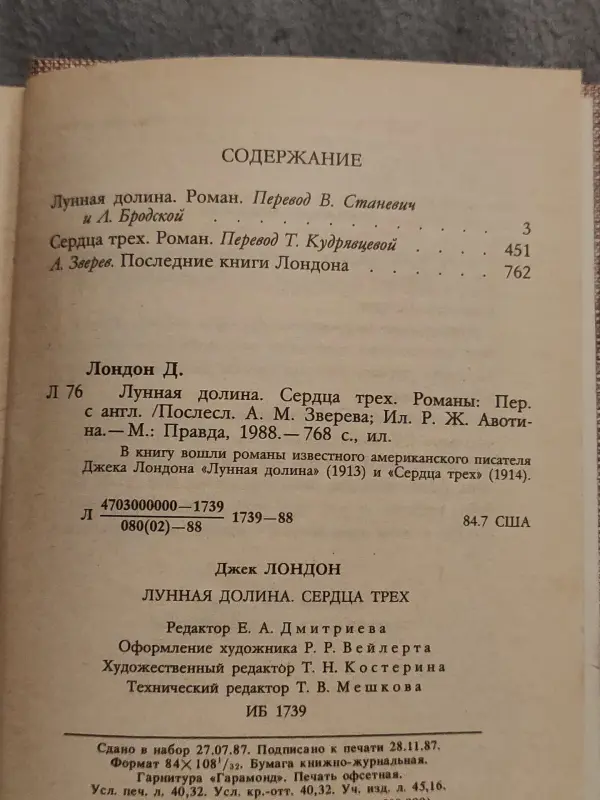 СОДЕРЖАНИЕ
Лунная долина. Роман. Перевод В. Станевич
и Л. Бродской . . . . . . . . . . . . . . 3
Сердца трех. Роман. Перевод Т. Кудрявцевой . . . . 451
А. Зверев. Последние книги Лондона . . . . . . 762
Лондон Д.
Л 76 Лунная долина. Сердца трех. Романы: Пер.
с англ. /Послесл. А. М. Зверева; Ил. Р. Ж. Авоти-
на.— М.: Правда, 1988.— 768 с., ил.
В книгу вошли романы известного американского писателя
Джека Лондона «Лунная долина» (1913) и «Сердца трех» (1914).
4703000000—1739
Л 1739—88 84.7 США
080(02)—88
Джек ЛОНДОН
ЛУННАЯ ДОЛИНА. СЕРДЦА ТРЕХ
Редактор Е. А. Дмитриева
Оформление художника Р. Р. Вейлерта
Художественный редактор Т. Н. Костерина
Технический редактор Т. В. Мешкова
ИБ 1739
Сдано в набор 27.07.87. Подписано к печати 28.11.87.
Формат 84×108¹/₃₂. Бумага книжно-журнальная.
Гарнитура «Гарамонд». Печать офсетная.
Усл. печ. л. 40,32. Усл. кр.-отт. 40,32. Уч. изд. л. 45,16.